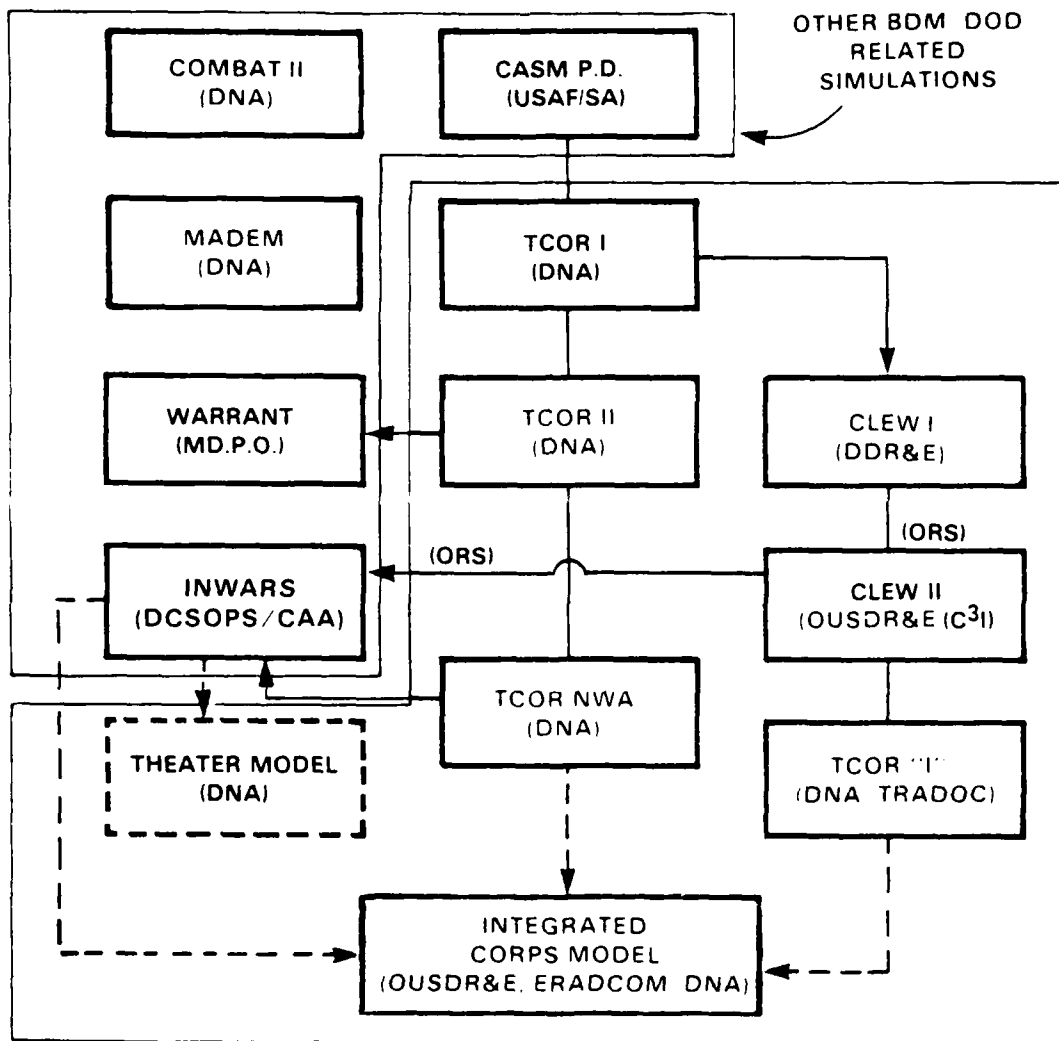 OTHER BDM DOD
RELATED
SIMULATIONS
COMBAT II
(DNA)
CASM P.D.
(USAF/SA)
MADEM
(DNA)
TCOR I
(DNA)
WARRANT
(MD.P.O.)
TCOR II
(DNA)
CLEW I
(DDR&E)
(ORS)
(ORS)
INWARS
(DCSOPS/CAA)
CLEW II
(OUSDR&E (C³I)
TCOR NWA
(DNA)
THEATER MODEL
(DNA)
TCOR "I"
(DNA TRADOC)
INTEGRATED
CORPS MODEL
(OUSDR&E, ERADCOM DNA)